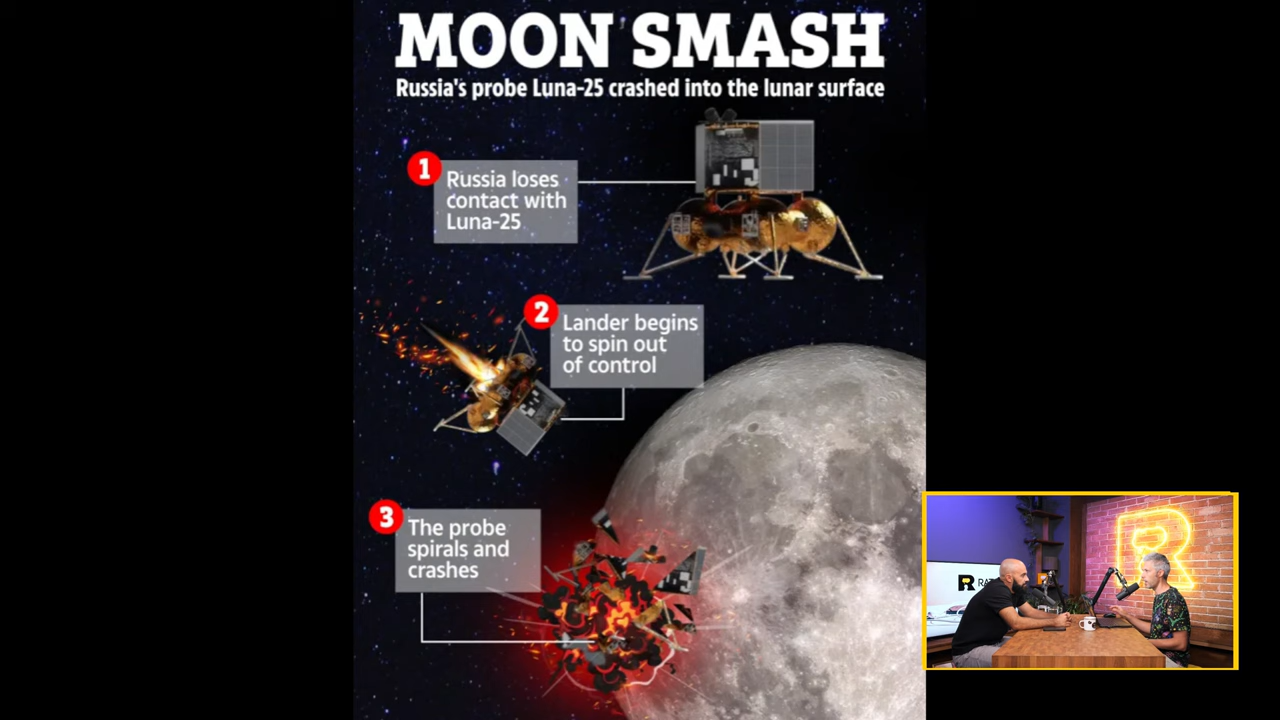 MOON SMASH
Russia's probe Luna-25 crashed into the lunar surface
1
Russia loses
contact with
Luna-25
2
Lander begins
to spin out
of control
3
The probe
spirals and
crashes
R
R